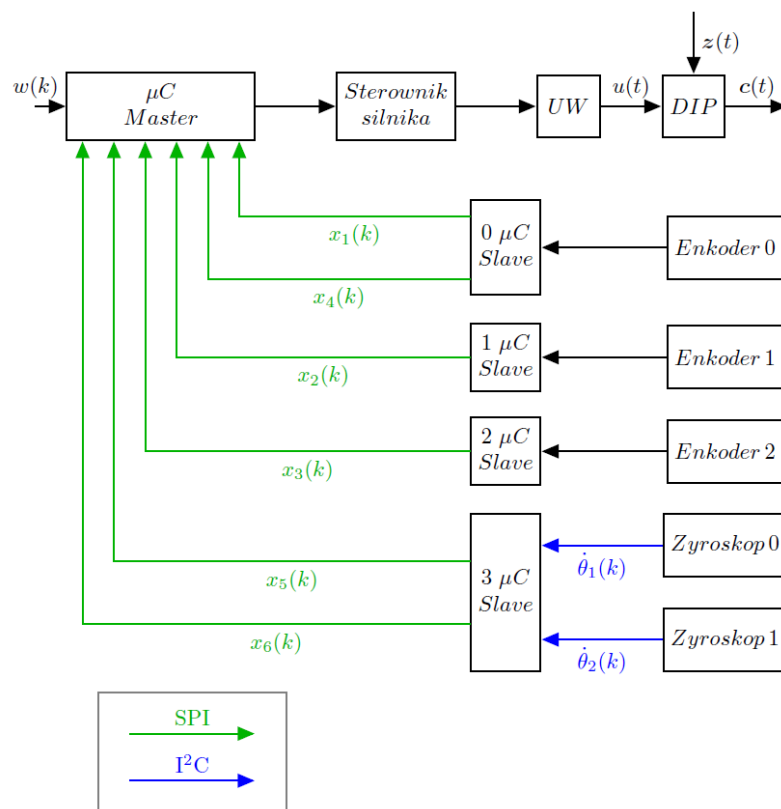 z(t)
w(k)
μC
Master
Sterownik
silnika
UW
u(t)
DIP
c(t)
x₁(k)
0 μC
Slave
Enkoder 0
x₄(k)
1 μC
Slave
Enkoder 1
x₂(k)
2 μC
Slave
Enkoder 2
x₃(k)
Zyroskop 0
θ̇₁(k)
x₅(k)
3 μC
Slave
Zyroskop 1
θ̇₂(k)
x₆(k)
SPI
I²C